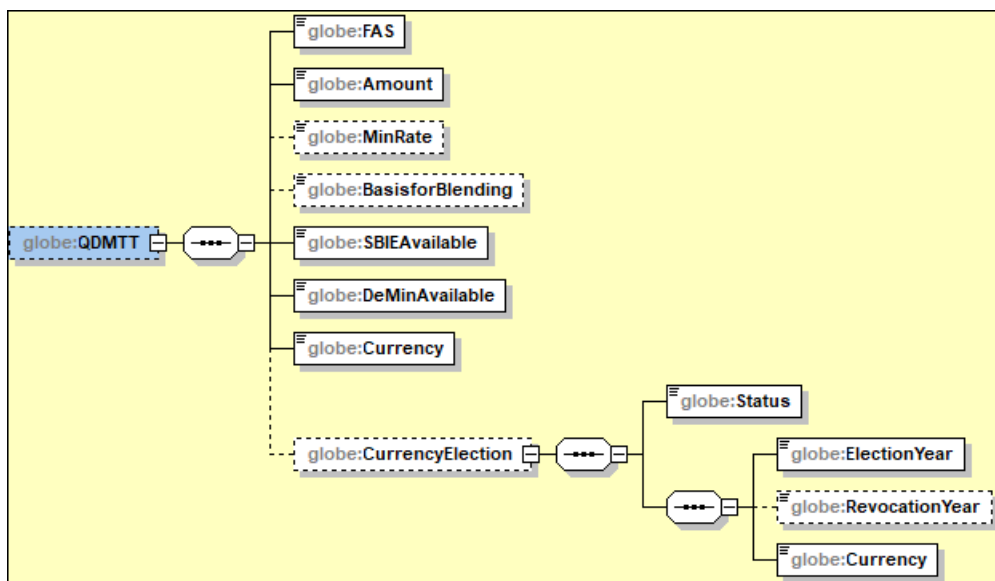 globe:FAS
globe:Amount
globe:MinRate
globe:BasisforBlending
globe:QDMTT
globe:SBIEAvailable
globe:DeMinAvailable
globe:Currency
globe:Status
globe:CurrencyElection
globe:ElectionYear
globe:RevocationYear
globe:Currency